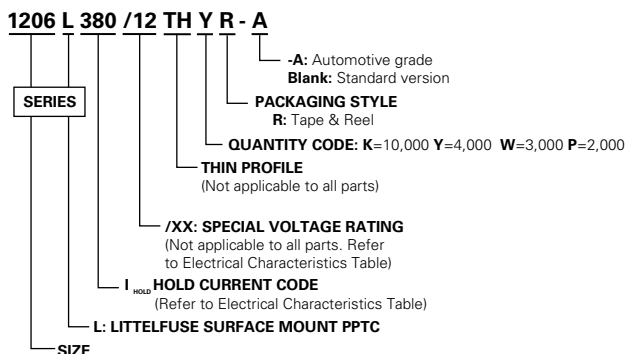 1206 L 380 /12 TH Y R - A
-A: Automotive grade
Blank: Standard version
SERIES
PACKAGING STYLE
R: Tape & Reel
QUANTITY CODE: K=10,000 Y=4,000 W=3,000 P=2,000
THIN PROFILE
(Not applicable to all parts)
/XX: SPECIAL VOLTAGE RATING
(Not applicable to all parts. Refer
to Electrical Characteristics Table)
I HOLD HOLD CURRENT CODE
(Refer to Electrical Characteristics Table)
L: LITTELFUSE SURFACE MOUNT PPTC
SIZE